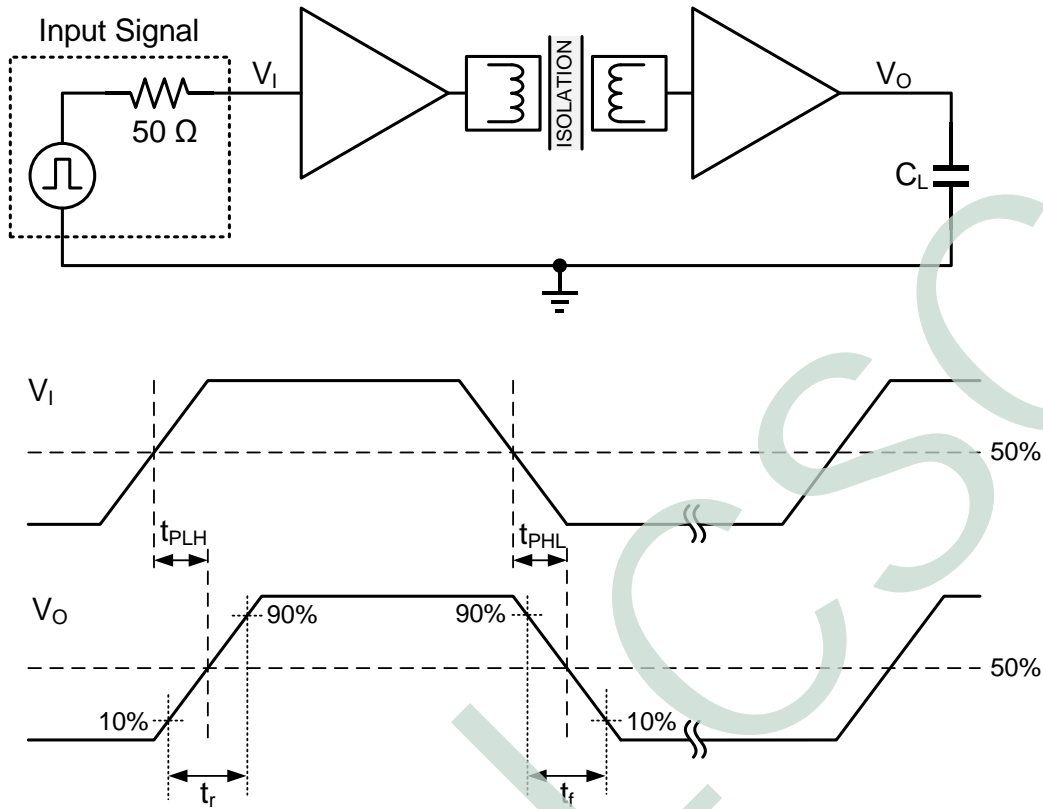 Input Signal
V_I
50 Ω
ISOLATION
V_O
C_L
V_I
50%
t_PLH
t_PHL
V_O
90%
90%
50%
10%
10%
t_r
t_f
LCSC